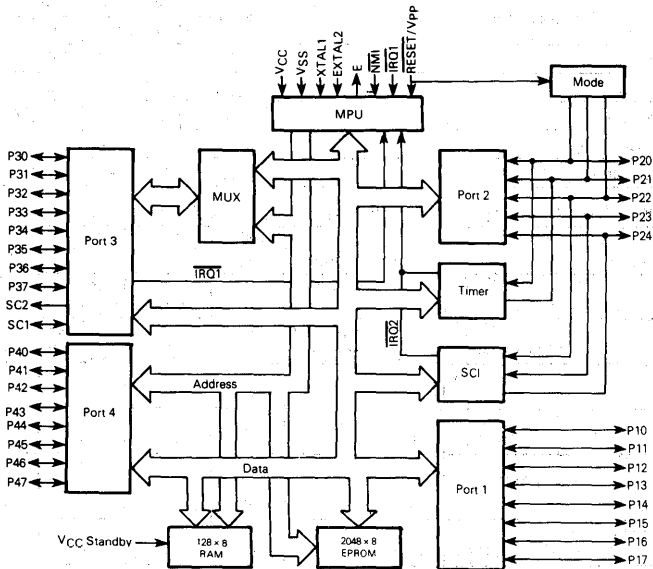 VCC
VSS
XTAL1
EXTAL2
E
NMI
IRQ1
RESET/VPP
Mode
MPU
P30
P31
P32
P33
P34
P35
P36
P37
SC2
SC1
Port 3
MUX
Port 2
P20
P21
P22
P23
P24
IRQ1
Timer
IRQ2
SCI
P40
P41
P42
P43
P44
P45
P46
P47
Port 4
Address
Data
Port 1
P10
P11
P12
P13
P14
P15
P16
P17
VCC Standby
128 × 8
RAM
2048 × 8
EPROM